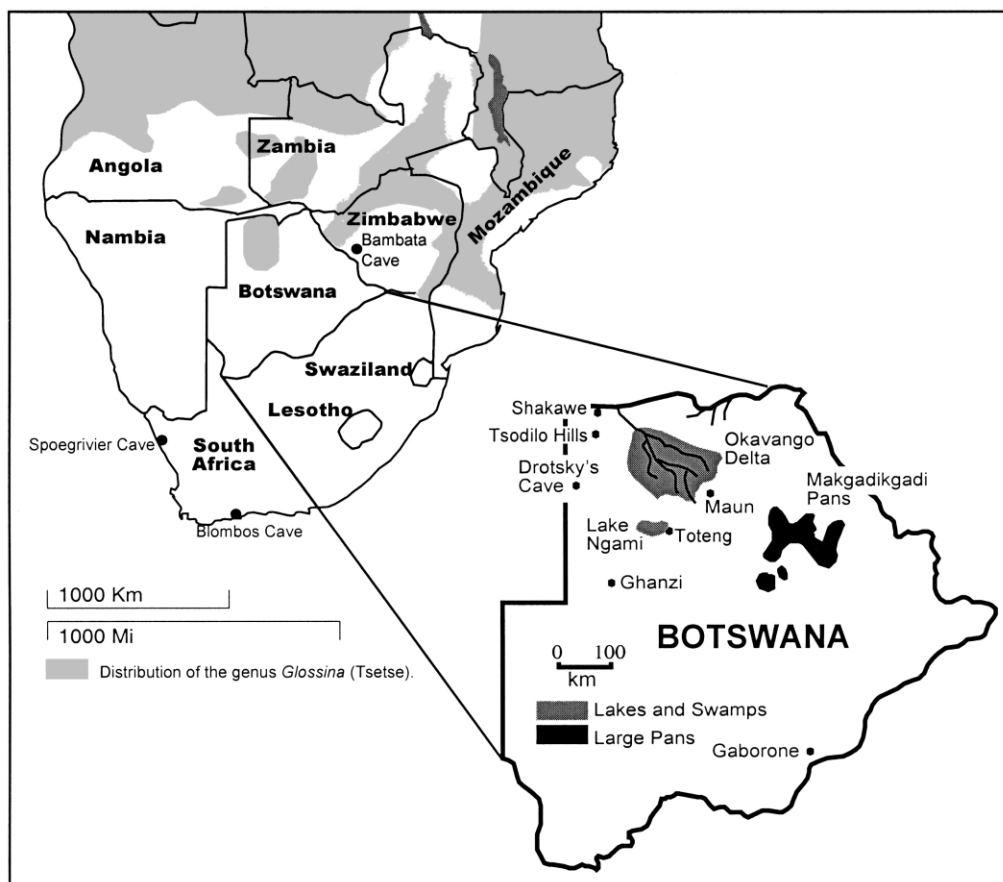 Angola
Zambia
Mozambique
Nambia
Zimbabwe
Bambata
Cave
Botswana
Swaziland
Lesotho
South
Africa
Spoegrivier Cave
Blombos Cave
1000 Km
1000 Mi
Distribution of the genus Glossina (Tsetse).
Shakawe
Tsodilo Hills
Okavango
Delta
Drotsky's
Cave
Makgadikgadi
Pans
Maun
Lake
Ngami
Toteng
Ghanzi
BOTSWANA
0 100
km
Lakes and Swamps
Large Pans
Gaborone